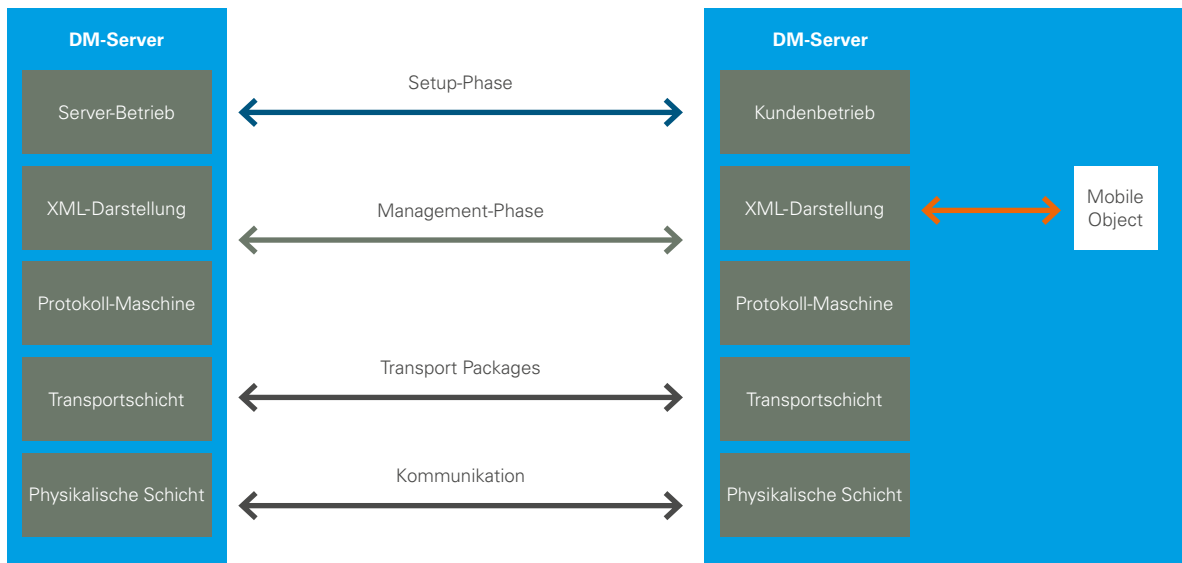 DM-Server
Server-Betrieb
XML-Darstellung
Protokoll-Maschine
Transportschicht
Physikalische Schicht
Setup-Phase
Management-Phase
Transport Packages
Kommunikation
DM-Server
Kundenbetrieb
XML-Darstellung
Protokoll-Maschine
Transportschicht
Physikalische Schicht
Mobile
Object